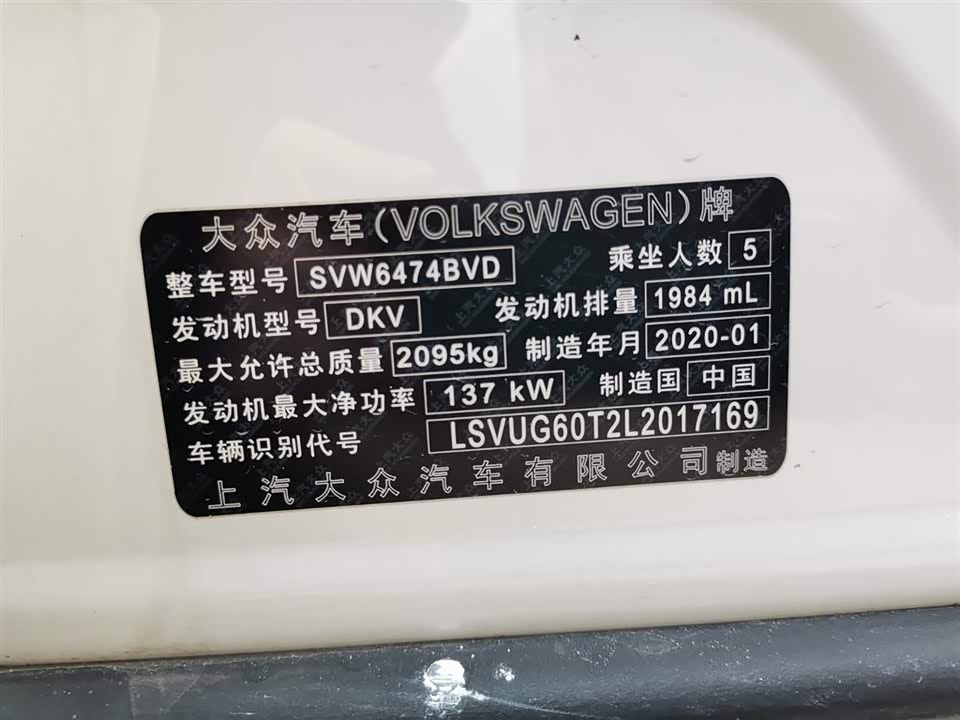 大众汽车(VOLKSWAGEN)牌
整车型号 SVW6474BVD 乘坐人数 5
发动机型号 DKV 发动机排量 1984 mL
最大允许总质量 2095kg 制造年月 2020-01
发动机最大净功率 137 kW 制造国 中国
车辆识别代号 LSVUG60T2L2017169
上汽大众汽车有限公司制造